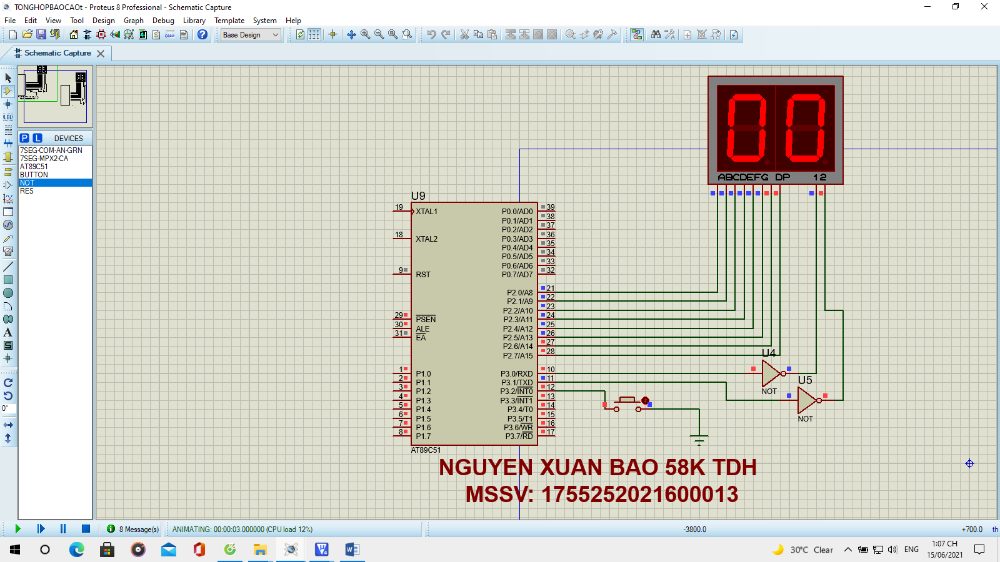 TONGHOPBAOCAOt - Proteus 8 Professional - Schematic Capture
File Edit View Tool Design Graph Debug Library Template System Help
Base Design
Schematic Capture
P L DEVICES
7SEG-COM-AN-GRN
7SEG-MPX2-CA
AT89C51
BUTTON
NOT
RES
LBL
A
S
0°
00
ABCDEFG DP 12
U9
19 XTAL1
18 XTAL2
9 RST
29 PSEN
30 ALE
31 EA
1 P1.0
2 P1.1
3 P1.2
4 P1.3
5 P1.4
6 P1.5
7 P1.6
8 P1.7
P0.0/AD0 39
P0.1/AD1 38
P0.2/AD2 37
P0.3/AD3 36
P0.4/AD4 35
P0.5/AD5 34
P0.6/AD6 33
P0.7/AD7 32
P2.0/A8 21
P2.1/A9 22
P2.2/A10 23
P2.3/A11 24
P2.4/A12 25
P2.5/A13 26
P2.6/A14 27
P2.7/A15 28
P3.0/RXD 10
P3.1/TXD 11
P3.2/INT0 12
P3.3/INT1 13
P3.4/T0 14
P3.5/T1 15
P3.6/WR 16
P3.7/RD 17
AT89C51
U4
NOT
U5
NOT
NGUYEN XUAN BAO 58K TDH
MSSV: 1755252021600013
8 Message(s) ANIMATING: 00:00:03.000000 (CPU load 12%) -3800.0 +700.0 th
30°C Clear ENG 1:07 CH
15/06/2021